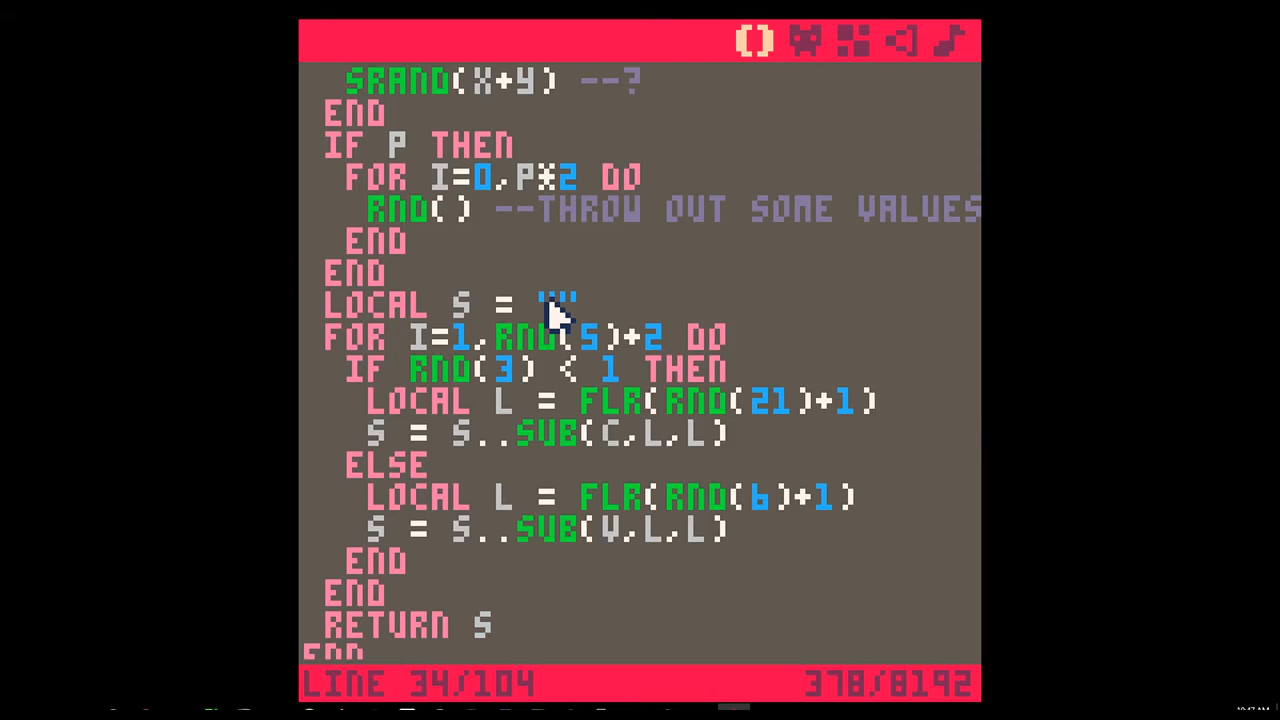 SRAND(X+Y) --?
END
IF P THEN
FOR I=0,P*2 DO
RND() --THROW OUT SOME VALUES
END
END
LOCAL S = ""
FOR I=1,RND(5)+2 DO
IF RND(3) < 1 THEN
LOCAL L = FLR(RND(21)+1)
S = S..SUB(C,L,L)
ELSE
LOCAL L = FLR(RND(6)+1)
S = S..SUB(V,L,L)
END
END
RETURN S
END
LINE 34/104 378/8192